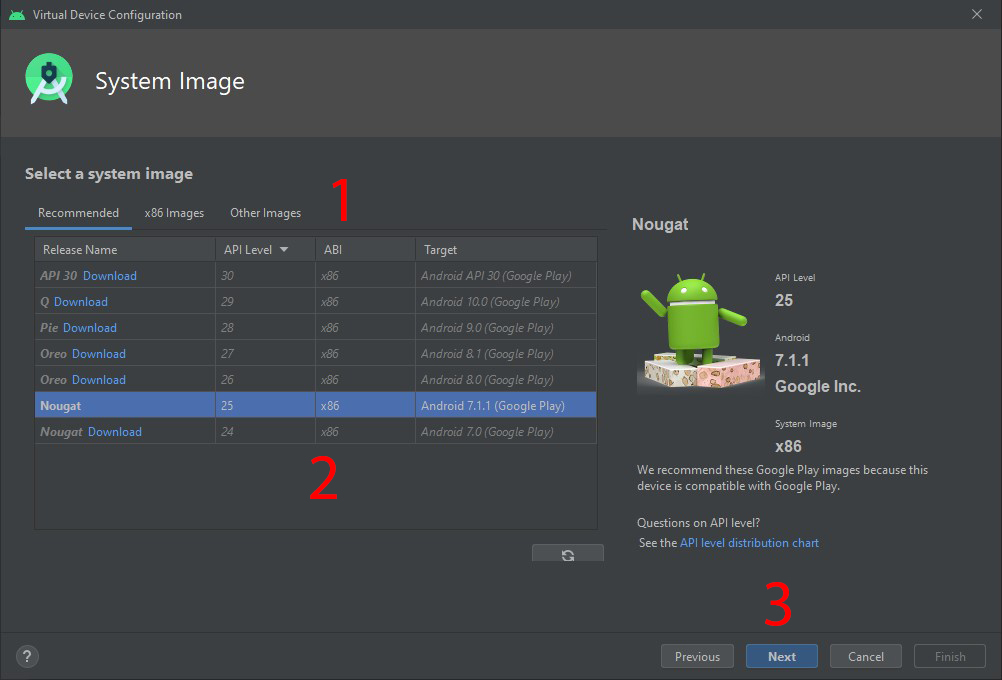 Virtual Device Configuration
System Image
Select a system image
1
Recommended x86 Images Other Images
Release Name API Level ABI Target
API 30 Download 30 x86 Android API 30 (Google Play)
Q Download 29 x86 Android 10.0 (Google Play)
Pie Download 28 x86 Android 9.0 (Google Play)
Oreo Download 27 x86 Android 8.1 (Google Play)
Oreo Download 26 x86 Android 8.0 (Google Play)
Nougat 25 x86 Android 7.1.1 (Google Play)
Nougat Download 24 x86 Android 7.0 (Google Play)
2
Nougat
API Level
25
Android
7.1.1
Google Inc.
System Image
x86
We recommend these Google Play images because this
device is compatible with Google Play.
Questions on API level?
See the API level distribution chart
3
? Previous Next Cancel Finish